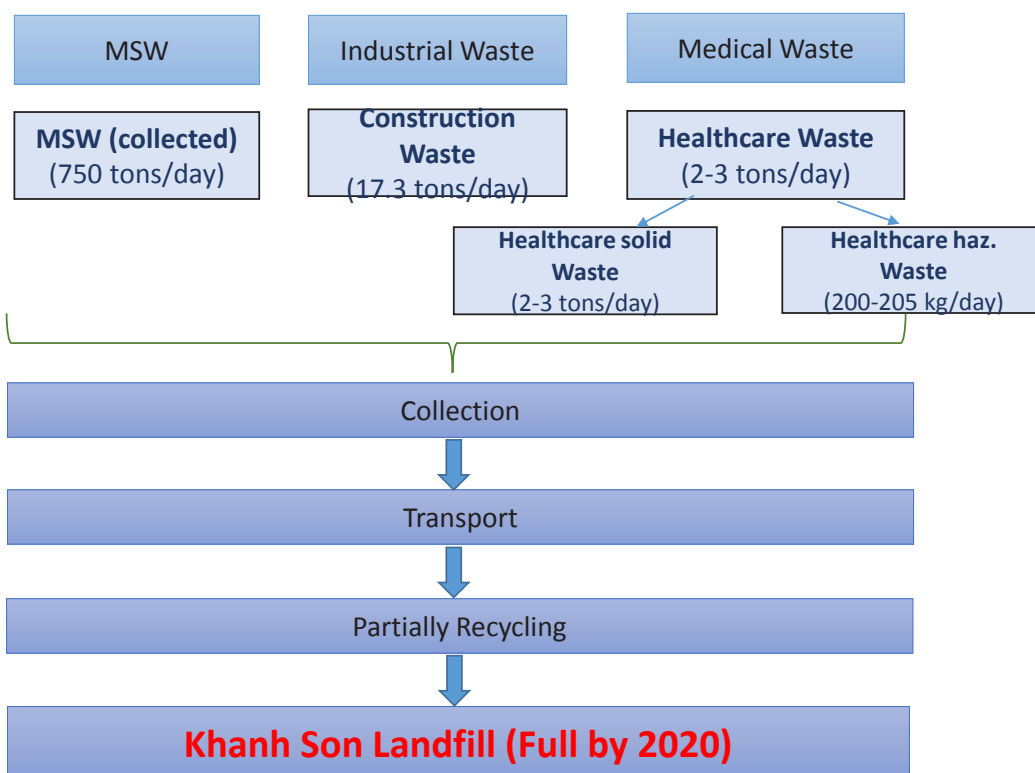 MSW
Industrial Waste
Medical Waste
MSW (collected)
(750 tons/day)
Construction
Waste
(17.3 tons/day)
Healthcare Waste
(2-3 tons/day)
Healthcare solid
Waste
(2-3 tons/day)
Healthcare haz.
Waste
(200-205 kg/day)
Collection
Transport
Partially Recycling
Khanh Son Landfill (Full by 2020)